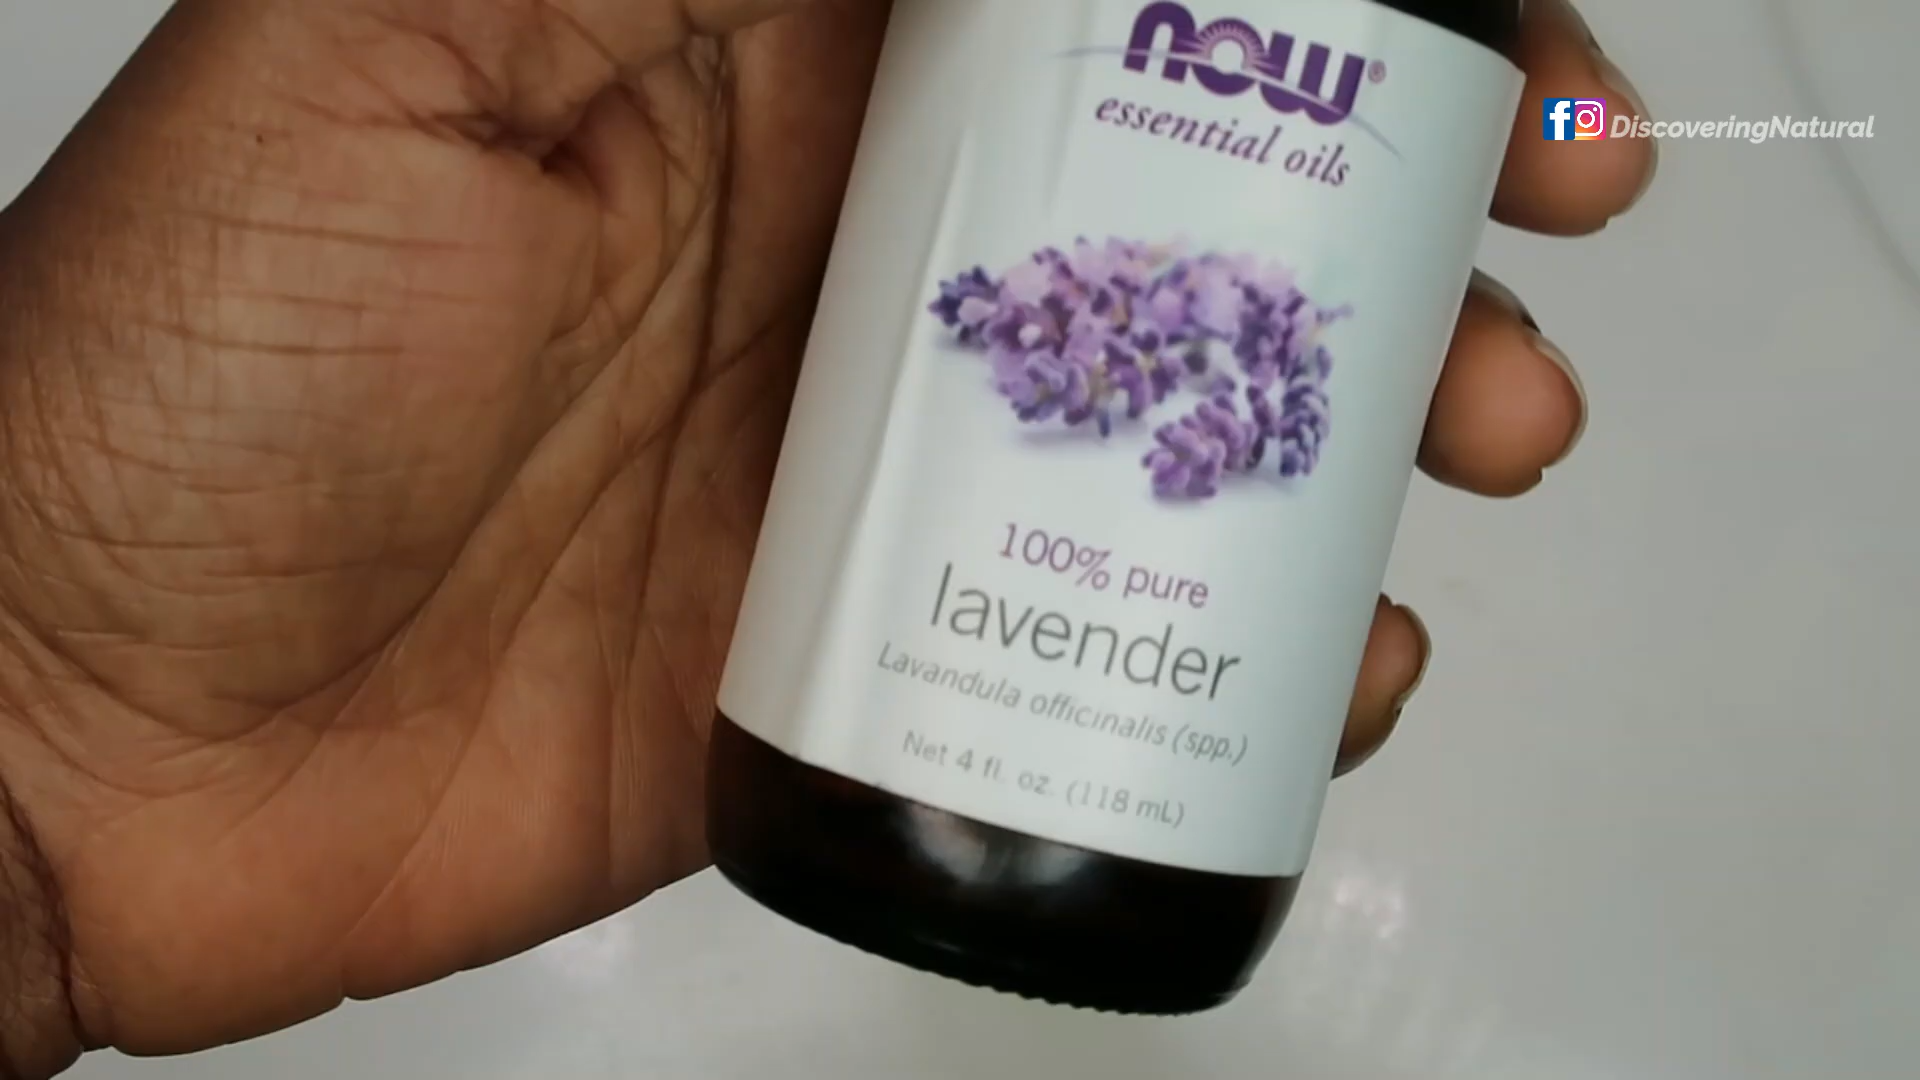 now®
essential oils
DiscoveringNatural
100% pure
lavender
Lavandula officinalis (spp.)
Net 4 fl. oz. (118 mL)